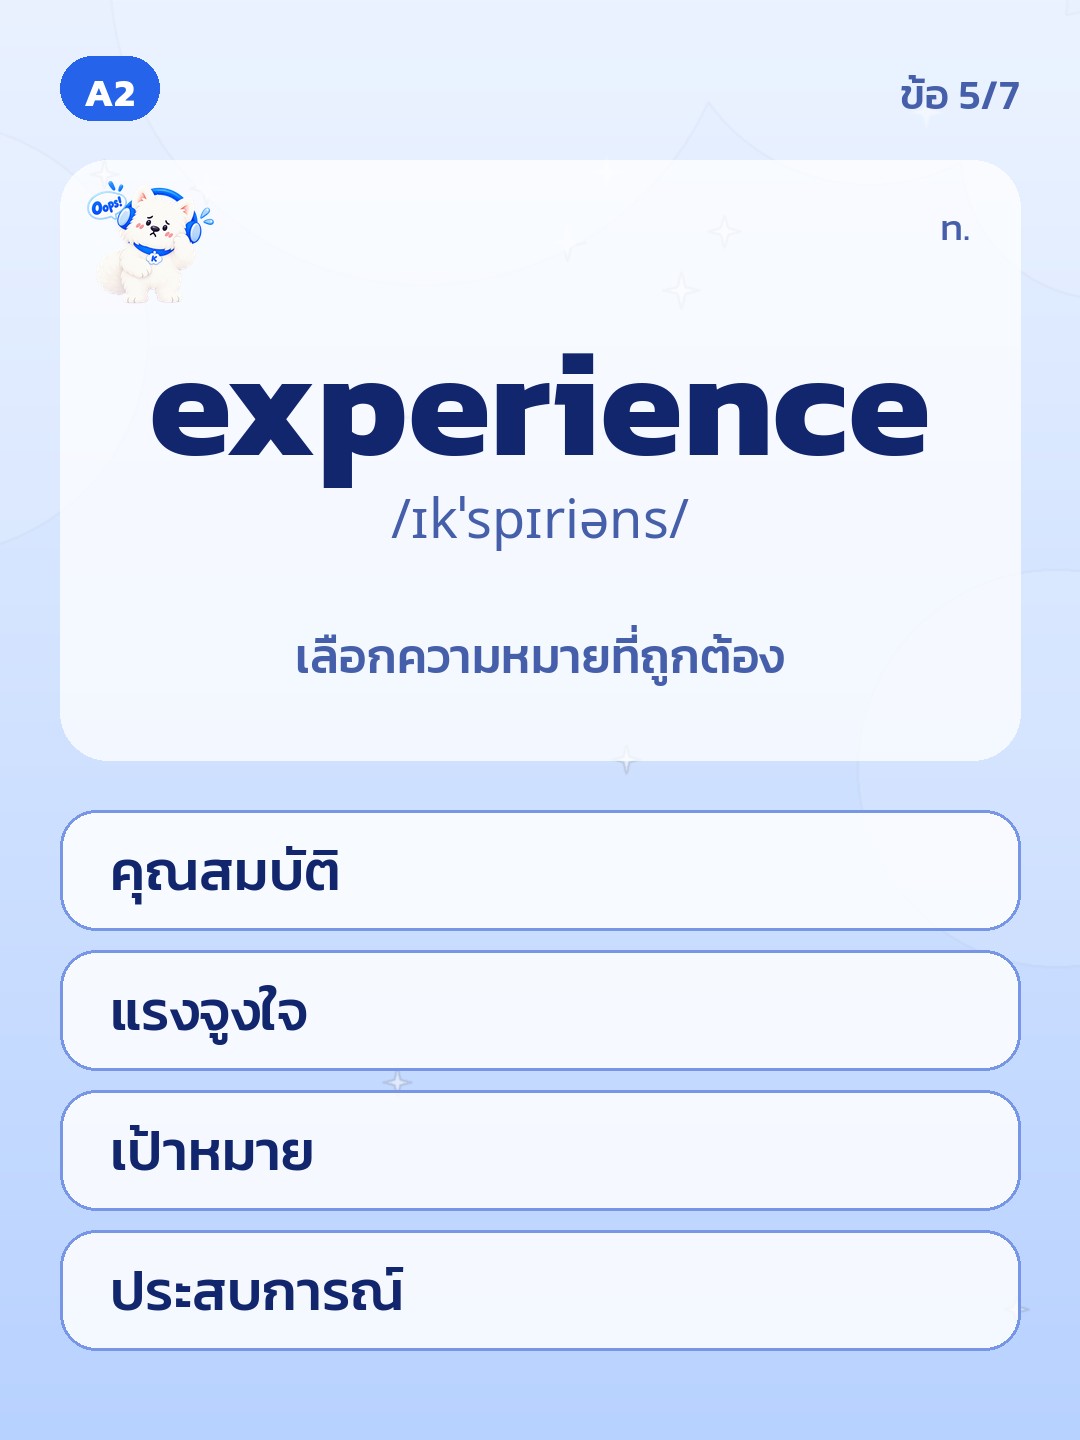 A2
ข้อ 5/7
Oops!
n.
K
experience
/ɪkˈspɪriəns/
เลือกความหมายที่ถูกต้อง
คุณสมบัติ
แรงจูงใจ
เป้าหมาย
ประสบการณ์